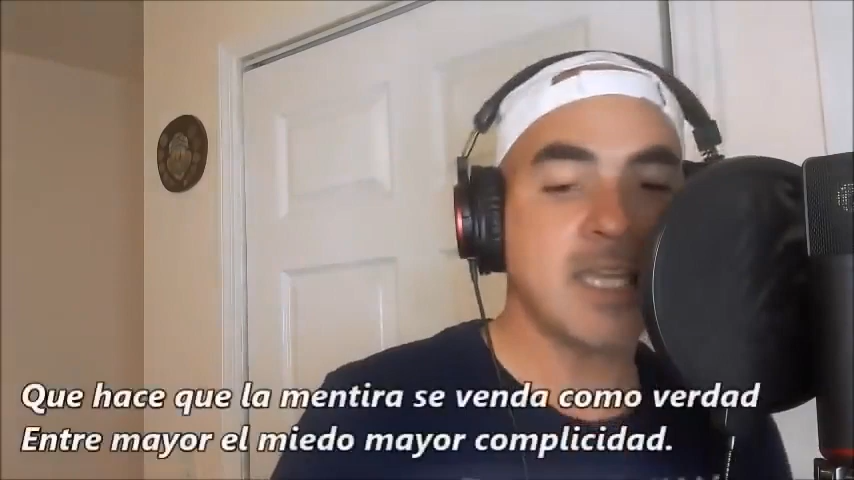 Que hace que la mentira se venda como verdad
Entre mayor el miedo mayor complicidad.